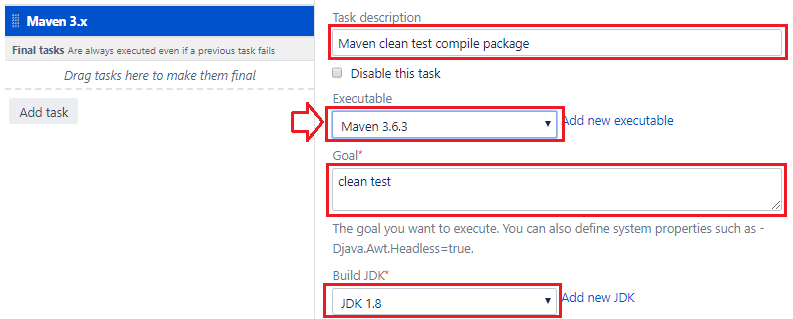 Maven 3.x
Final tasks Are always executed even if a previous task fails
Drag tasks here to make them final
Add task
Task description
Maven clean test compile package
Disable this task
Executable
Maven 3.6.3
Add new executable
Goal*
clean test
The goal you want to execute. You can also define system properties such as -
Djava.Awt.Headless=true.
Build JDK*
JDK 1.8
Add new JDK